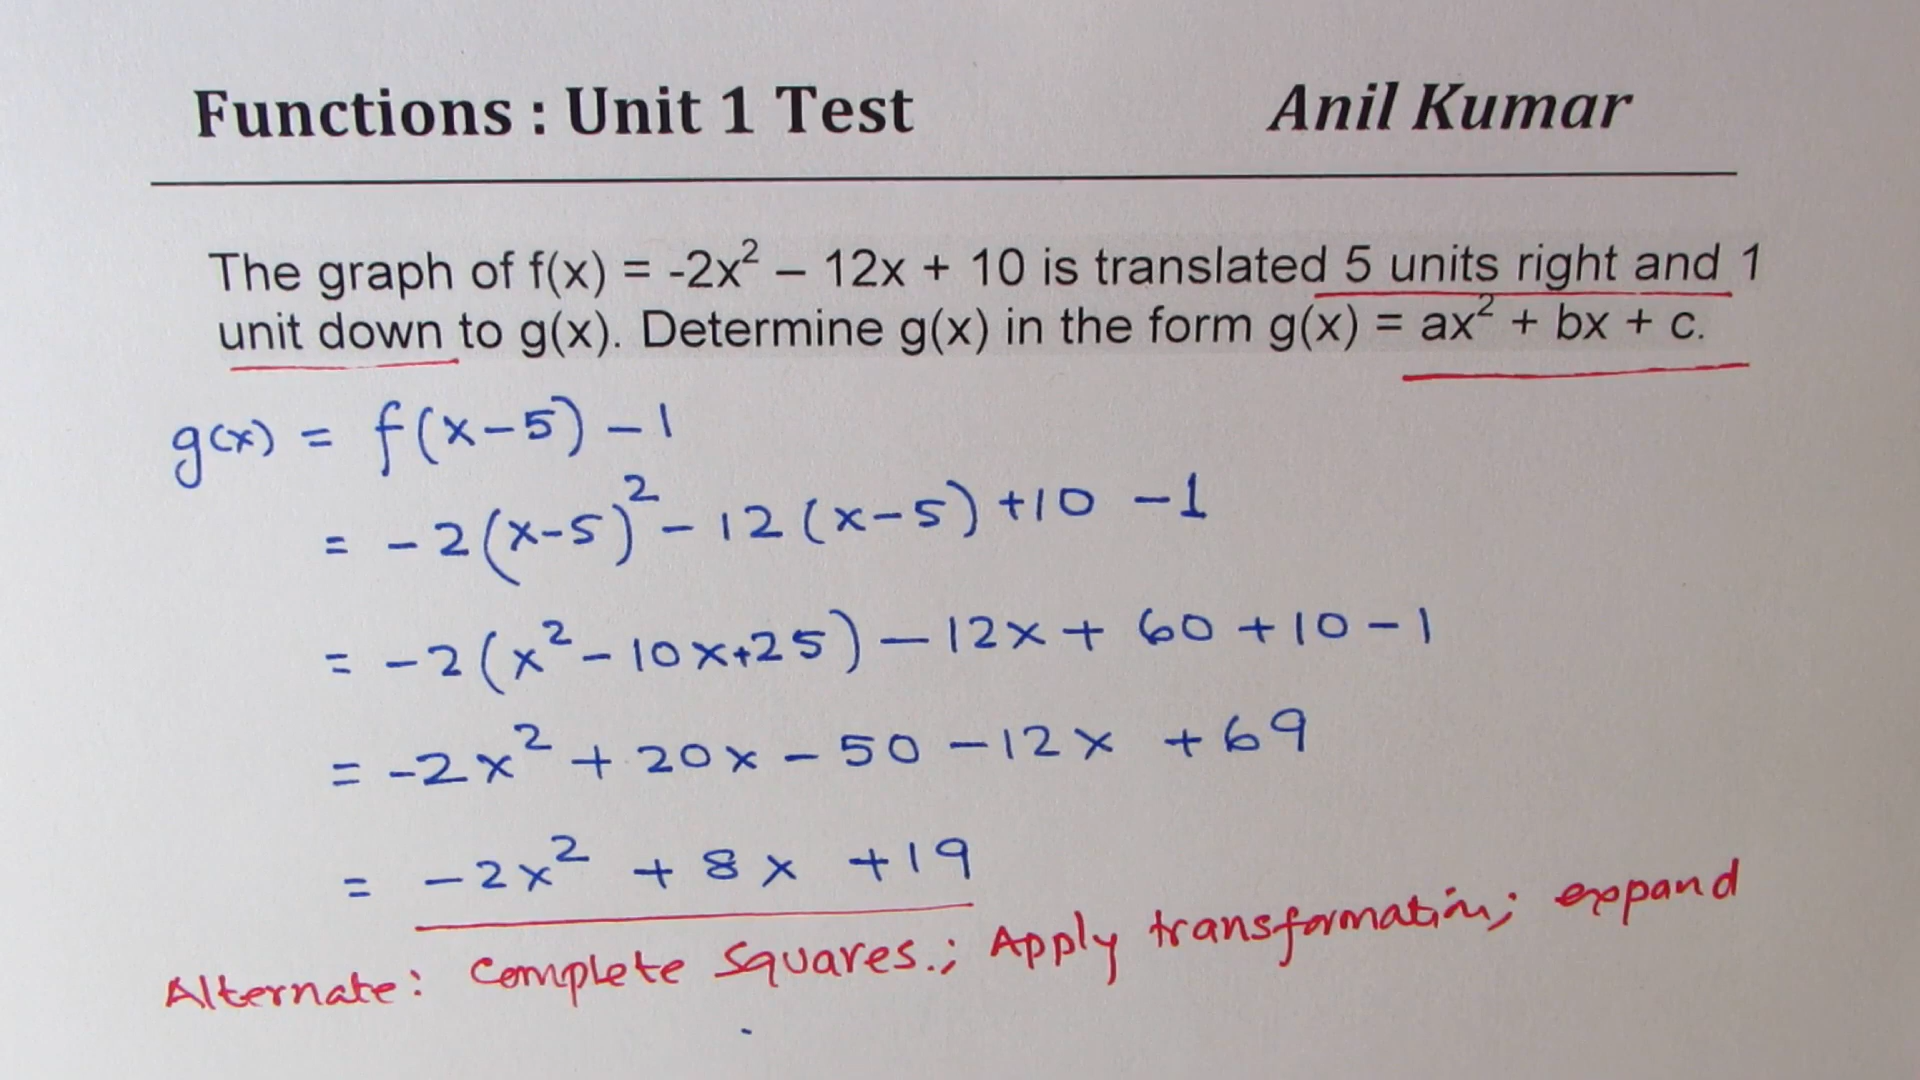 Functions : Unit 1 Test Anil Kumar
The graph of f(x) = -2x² – 12x + 10 is translated 5 units right and 1
unit down to g(x). Determine g(x) in the form g(x) = ax² + bx + c.
g(x) = f(x-5) - 1
= -2(x-5)² - 12(x-5) + 10 - 1
= -2(x² - 10x + 25) - 12x + 60 + 10 - 1
= -2x² + 20x - 50 - 12x + 69
= -2x² + 8x + 19
Alternate: Complete Squares.; Apply transformation; expand